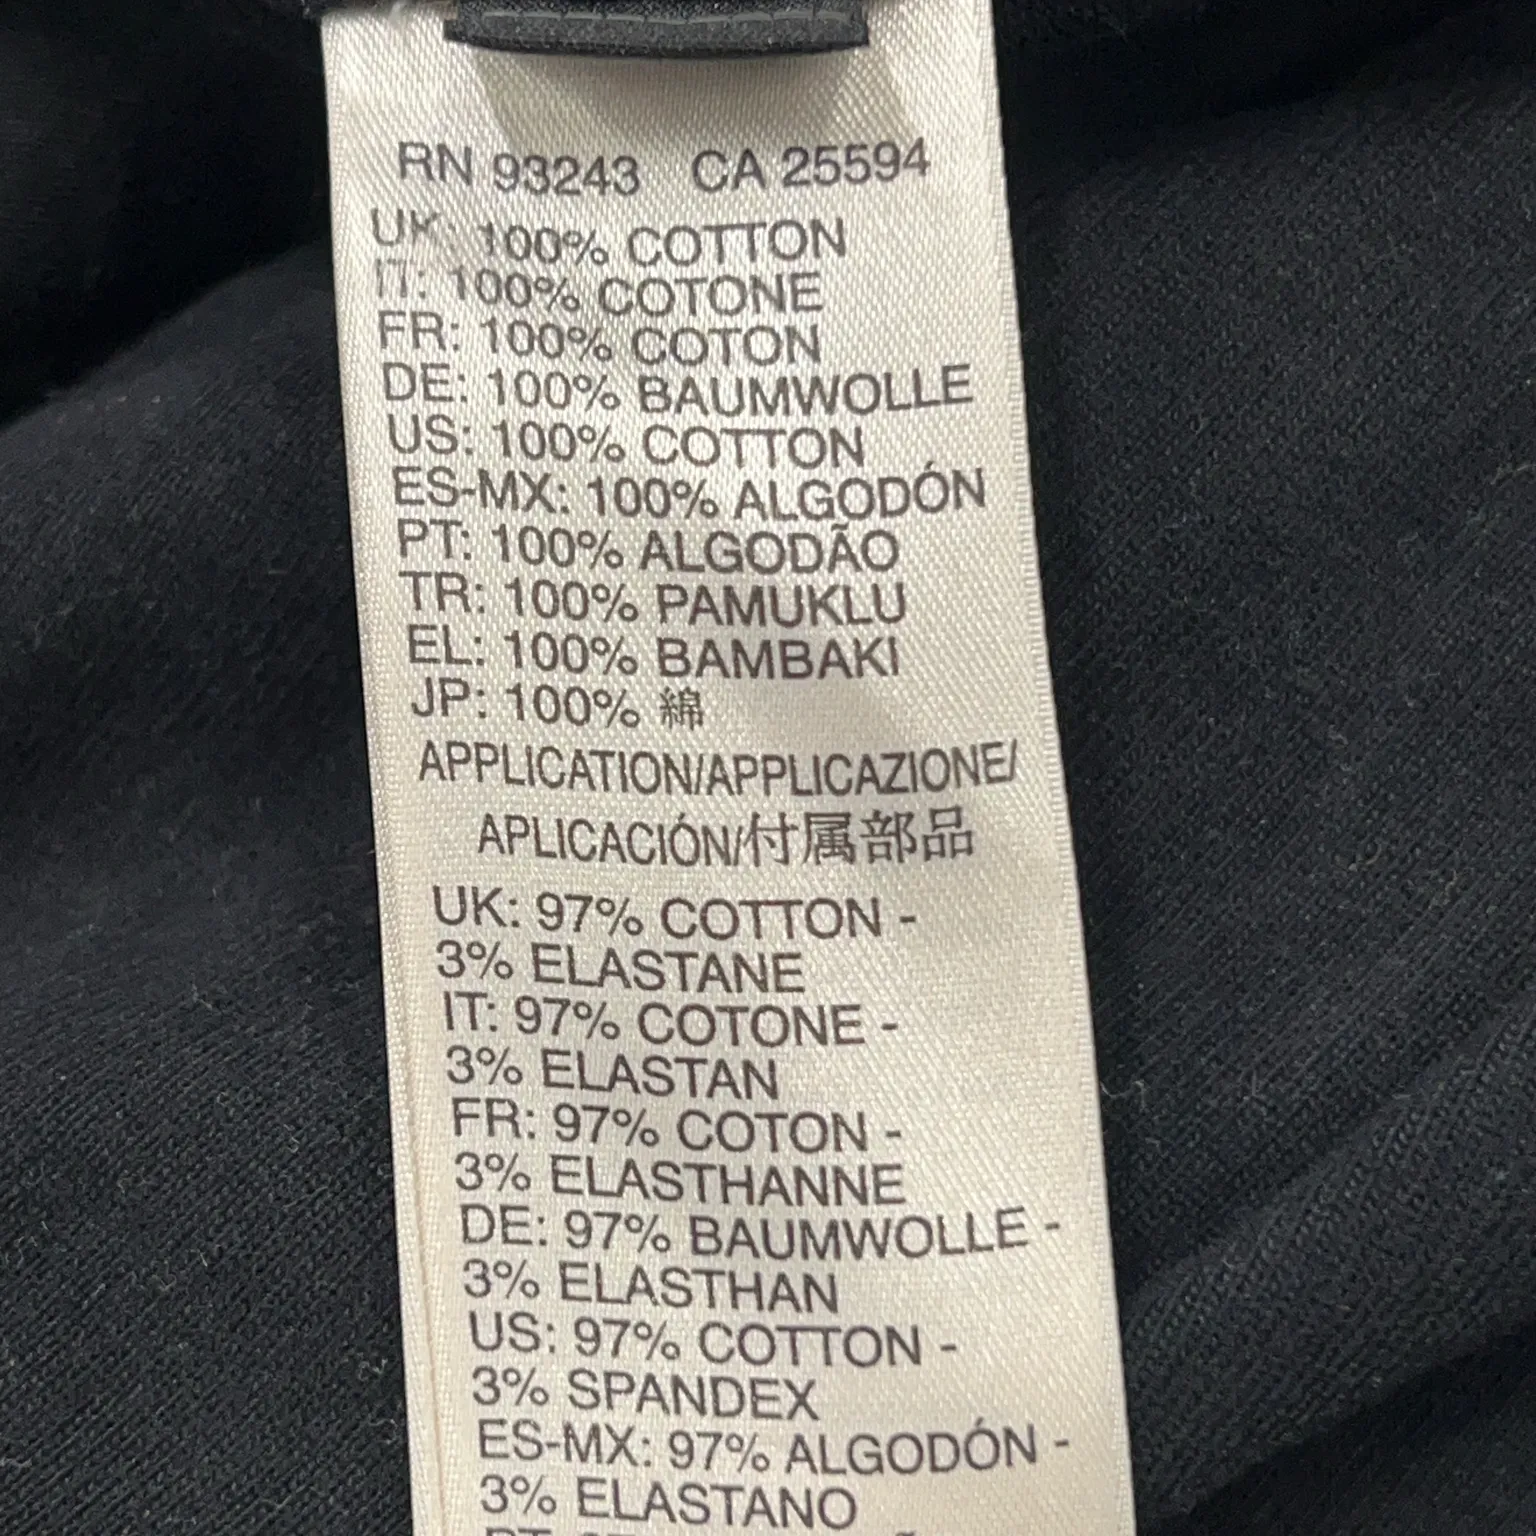 RN 93243 CA 25594
UK: 100% COTTON
IT: 100% COTONE
FR: 100% COTON
DE: 100% BAUMWOLLE
US: 100% COTTON
ES-MX: 100% ALGODÓN
PT: 100% ALGODÃO
TR: 100% PAMUKLU
EL: 100% BAMBAKI
JP: 100% 綿
APPLICATION/APPLICAZIONE/
APLICACIÓN/付属部品
UK: 97% COTTON -
3% ELASTANE
IT: 97% COTONE -
3% ELASTAN
FR: 97% COTON -
3% ELASTHANNE
DE: 97% BAUMWOLLE -
3% ELASTHAN
US: 97% COTTON -
3% SPANDEX
ES-MX: 97% ALGODÓN -
3% ELASTANO